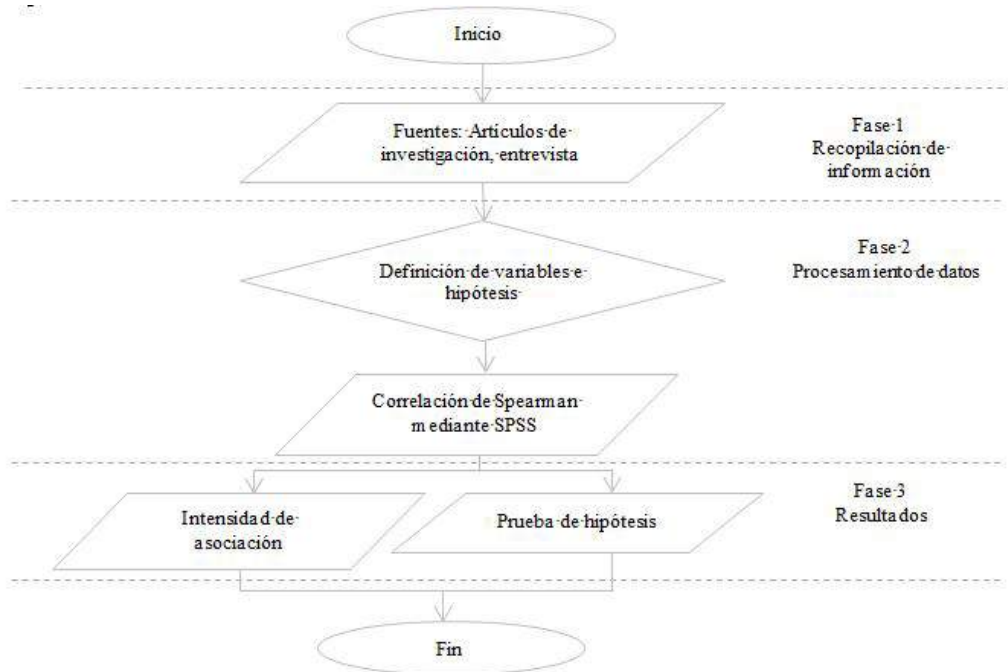 Inicio
Fuentes: Artículos de
investigación, entrevista
Fase 1
Recopilación de
información
Definición de variables e
hipótesis
Fase 2
Procesamiento de datos
Correlación de Spearman
mediante SPSS
Intensidad de
asociación
Prueba de hipótesis
Fase 3
Resultados
Fin